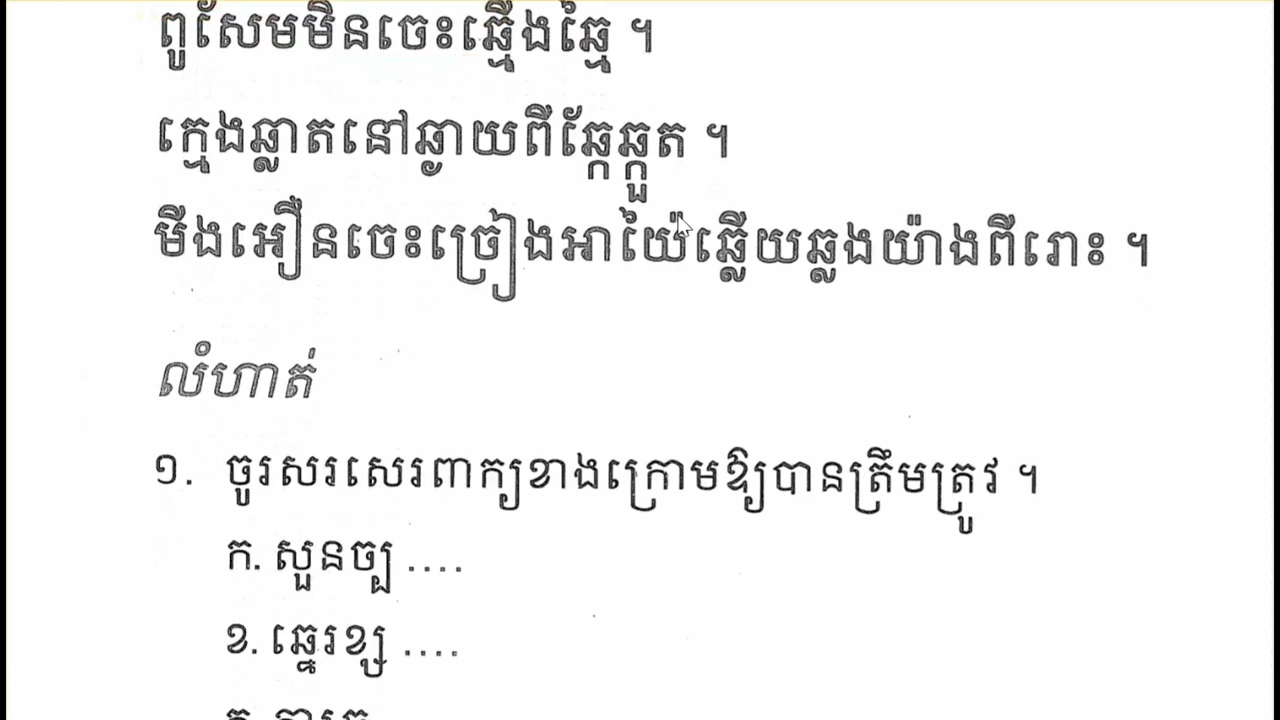 ពូសែមមិនចេះឆ្មើងឆ្មៃ ។
ក្មេងឆ្លាតនៅឆ្ងាយពីឆ្កែឆ្កួត ។
មីងអឿនចេះច្រៀងអាយ៉ៃឆ្លើយឆ្លងយ៉ាងពីរោះ ។
លំហាត់
១. ចូរសរសេរពាក្យខាងក្រោមឱ្យបានត្រឹមត្រូវ ។
ក. សួនច្ប ....
ខ. ឆ្នេរខ្ស ....